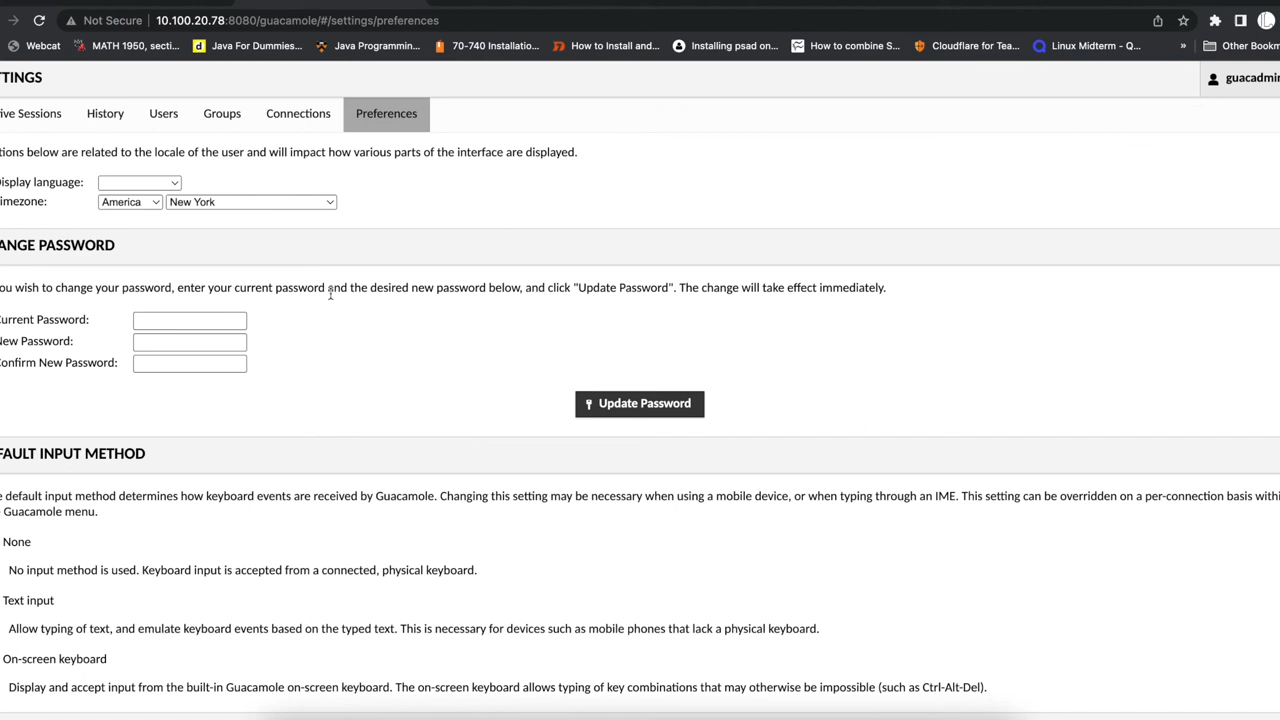 Not Secure 10.100.20.78:8080/guacamole/#/settings/preferences
Webcat MATH 1950, secti... Java For Dummies... Java Programmin... 70-740 Installatio... How to Install and... Installing psad on... How to combine S... Cloudflare for Tea... Linux Midterm - Q... » Other Bookm
TTINGS guacadmin
ive Sessions History Users Groups Connections Preferences
tions below are related to the locale of the user and will impact how various parts of the interface are displayed.
Display language:
imezone: America New York
ANGE PASSWORD
ou wish to change your password, enter your current password and the desired new password below, and click "Update Password". The change will take effect immediately.
Current Password:
New Password:
Confirm New Password:
Update Password
FAULT INPUT METHOD
e default input method determines how keyboard events are received by Guacamole. Changing this setting may be necessary when using a mobile device, or when typing through an IME. This setting can be overridden on a per-connection basis withi
Guacamole menu.
None
No input method is used. Keyboard input is accepted from a connected, physical keyboard.
Text input
Allow typing of text, and emulate keyboard events based on the typed text. This is necessary for devices such as mobile phones that lack a physical keyboard.
On-screen keyboard
Display and accept input from the built-in Guacamole on-screen keyboard. The on-screen keyboard allows typing of key combinations that may otherwise be impossible (such as Ctrl-Alt-Del).